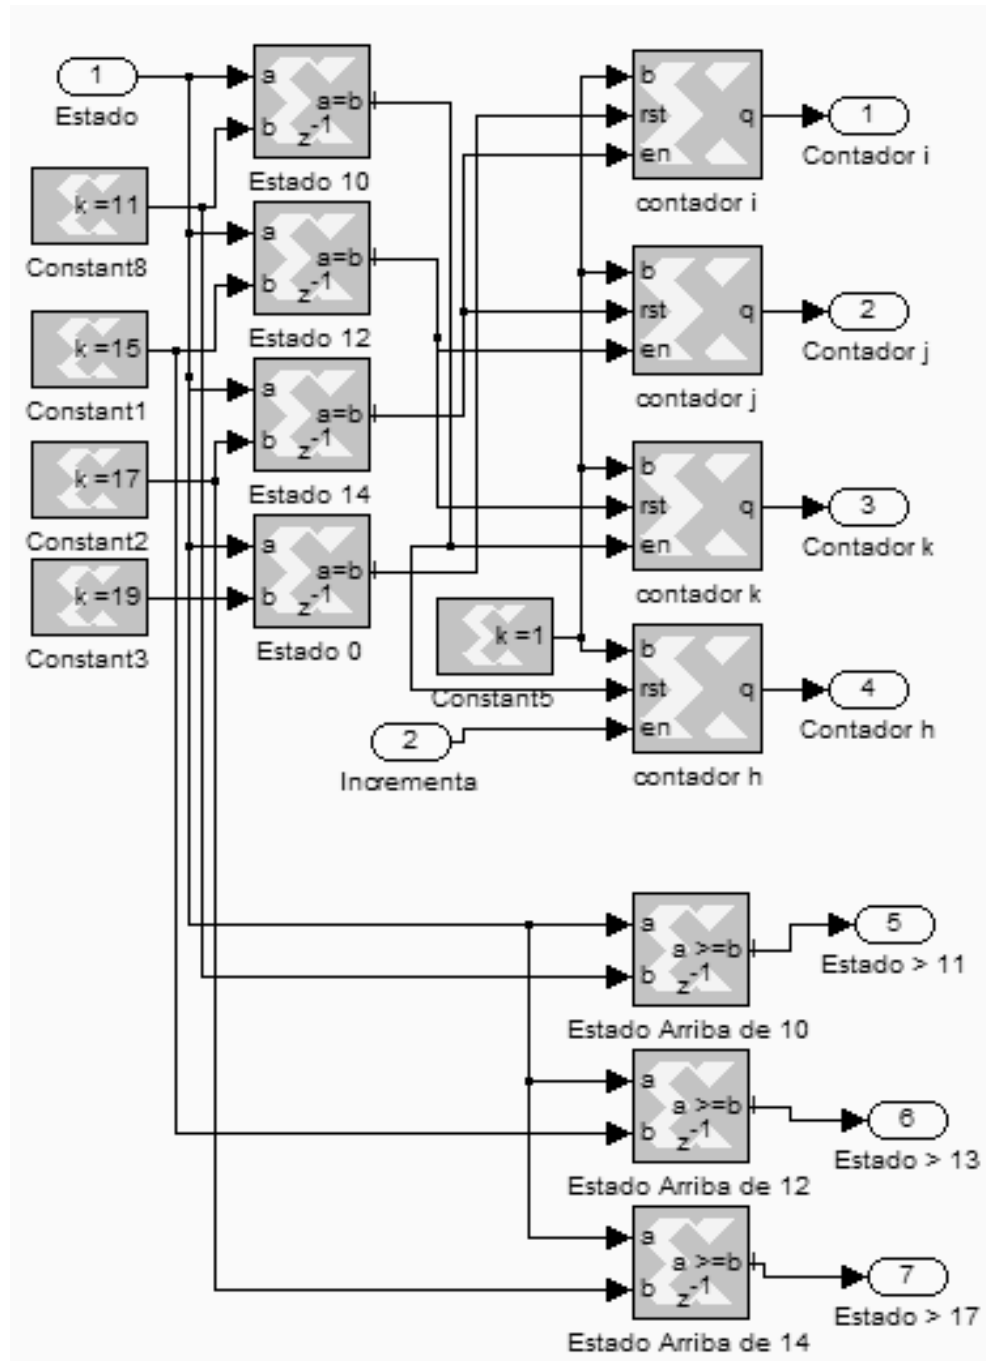 1
Estado
k =11
Constant8
k =15
Constant1
k =17
Constant2
k =19
Constant3
a
b
a=b
z-1
Estado 10
a
b
a=b
z-1
Estado 12
a
b
a=b
z-1
Estado 14
a
b
a=b
z-1
Estado 0
k =1
Constant5
2
Incrementa
b
rst
en
q
contador i
1
Contador i
b
rst
en
q
contador j
2
Contador j
b
rst
en
q
contador k
3
Contador k
b
rst
en
q
contador h
4
Contador h
a
b
a >=b
z-1
Estado Arriba de 10
5
Estado > 11
a
b
a >=b
z-1
Estado Arriba de 12
6
Estado > 13
a
b
a >=b
z-1
Estado Arriba de 14
7
Estado > 17